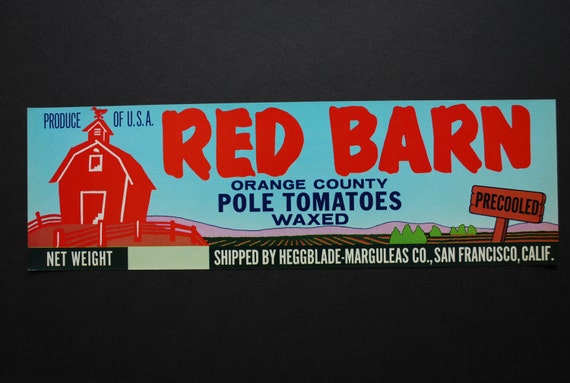 PRODUCE OF U.S.A.
RED BARN
ORANGE COUNTY
POLE TOMATOES
WAXED
PRECOOLED
NET WEIGHT
SHIPPED BY HEGGBLADE-MARGULEAS CO., SAN FRANCISCO, CALIF.